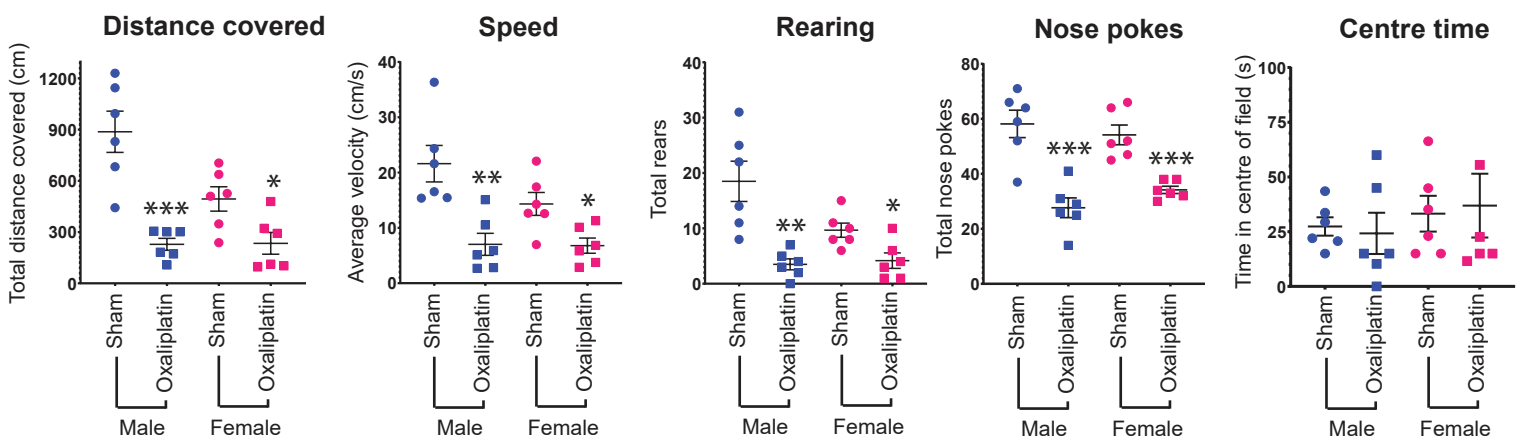 Distance covered
Total distance covered (cm)
1200
900
600
300
0
***
*
Sham
Oxaliplatin
Sham
Oxaliplatin
Male
Female
Speed
Average velocity (cm/s)
40
30
20
10
0
**
*
Sham
Oxaliplatin
Sham
Oxaliplatin
Male
Female
Rearing
Total rears
40
30
20
10
0
**
*
Sham
Oxaliplatin
Sham
Oxaliplatin
Male
Female
Nose pokes
Total nose pokes
80
60
40
20
0
***
***
Sham
Oxaliplatin
Sham
Oxaliplatin
Male
Female
Centre time
Time in centre of field (s)
100
75
50
25
0
Sham
Oxaliplatin
Sham
Oxaliplatin
Male
Female